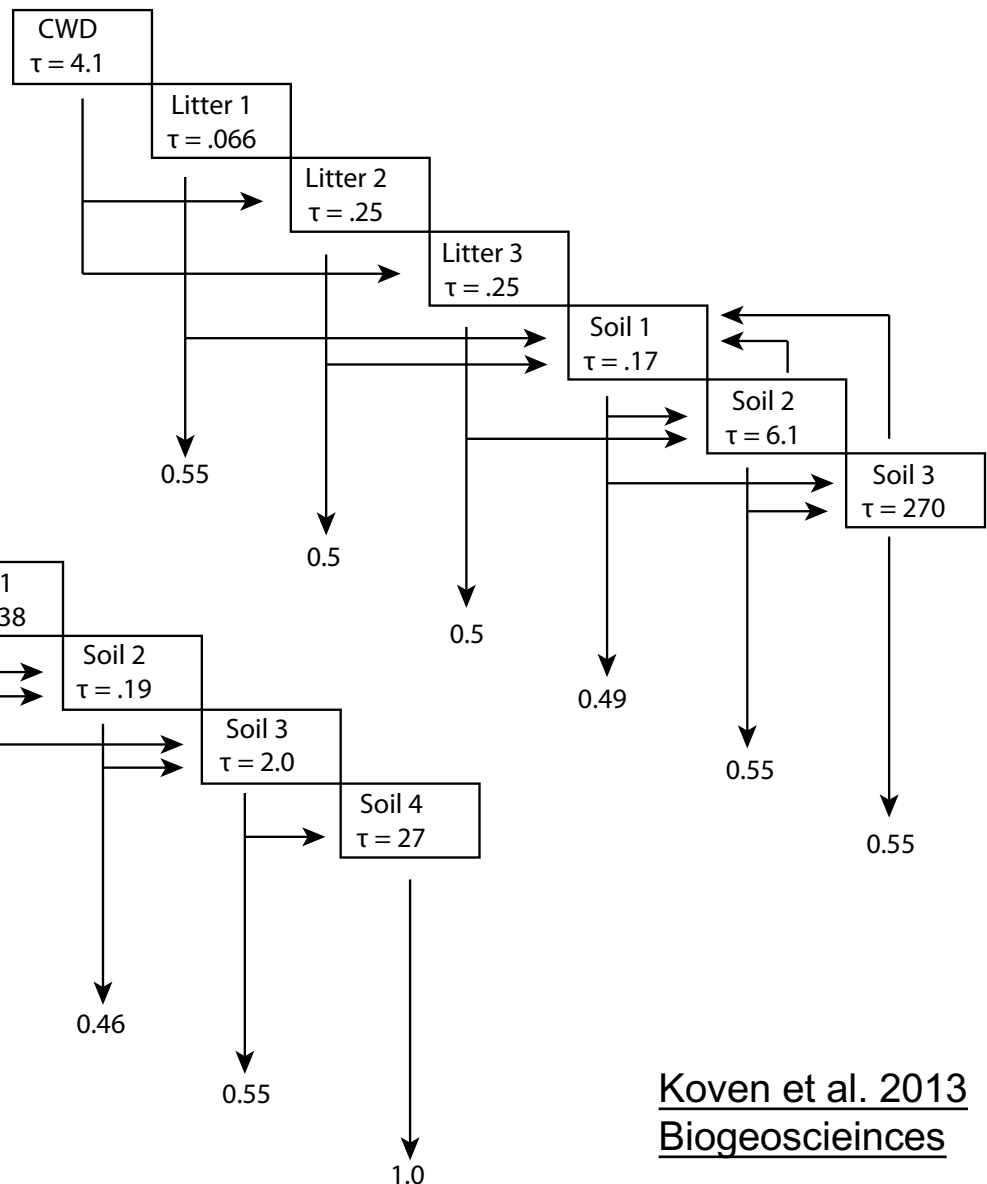 CWD
τ = 4.1
Litter 1
τ = .066
Litter 2
τ = .25
Litter 3
τ = .25
Soil 1
τ = .17
Soil 2
τ = 6.1
Soil 3
τ = 270
0.55
0.5
0.5
0.49
0.55
0.55
1
38
Soil 2
τ = .19
Soil 3
τ = 2.0
Soil 4
τ = 27
0.46
0.55
1.0
Koven et al. 2013
Biogeoscieinces